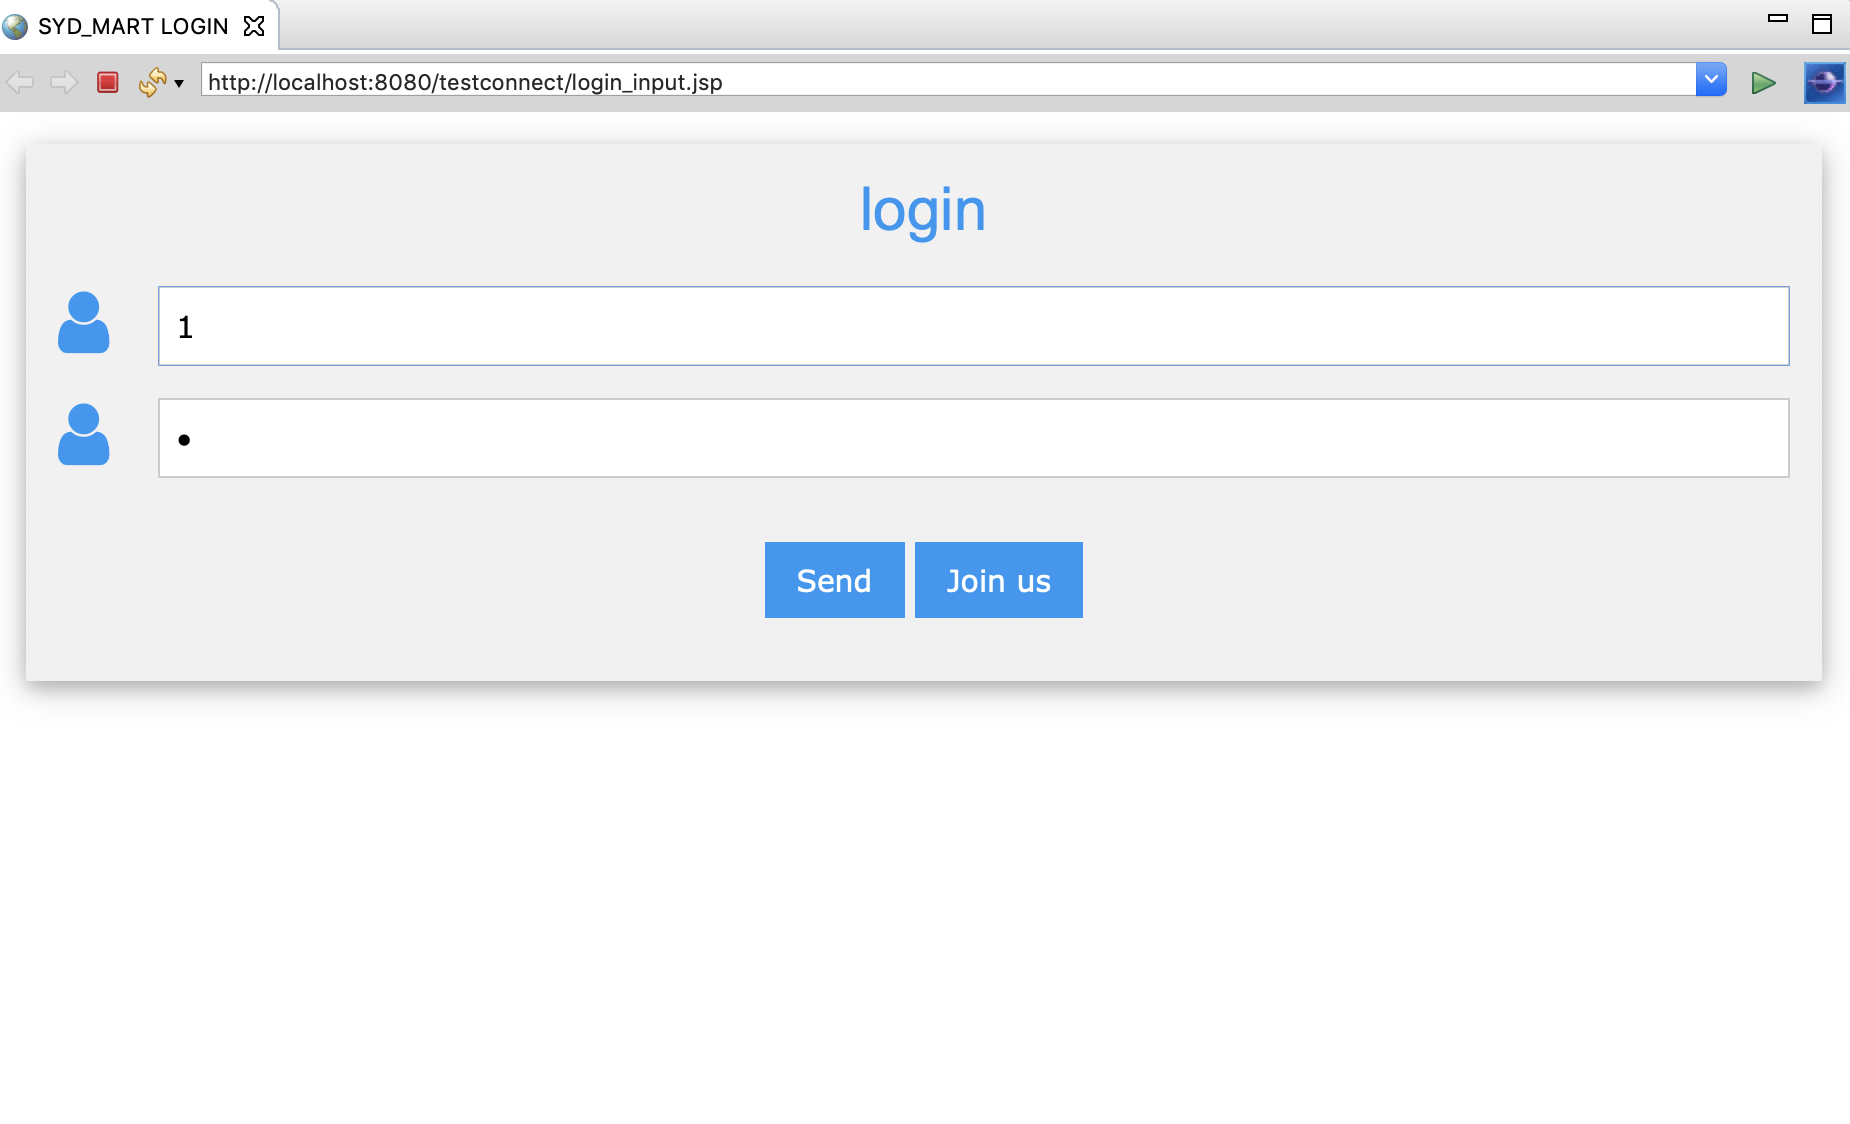 SYD_MART LOGIN
http://localhost:8080/testconnect/login_input.jsp
login
1
•
Send
Join us